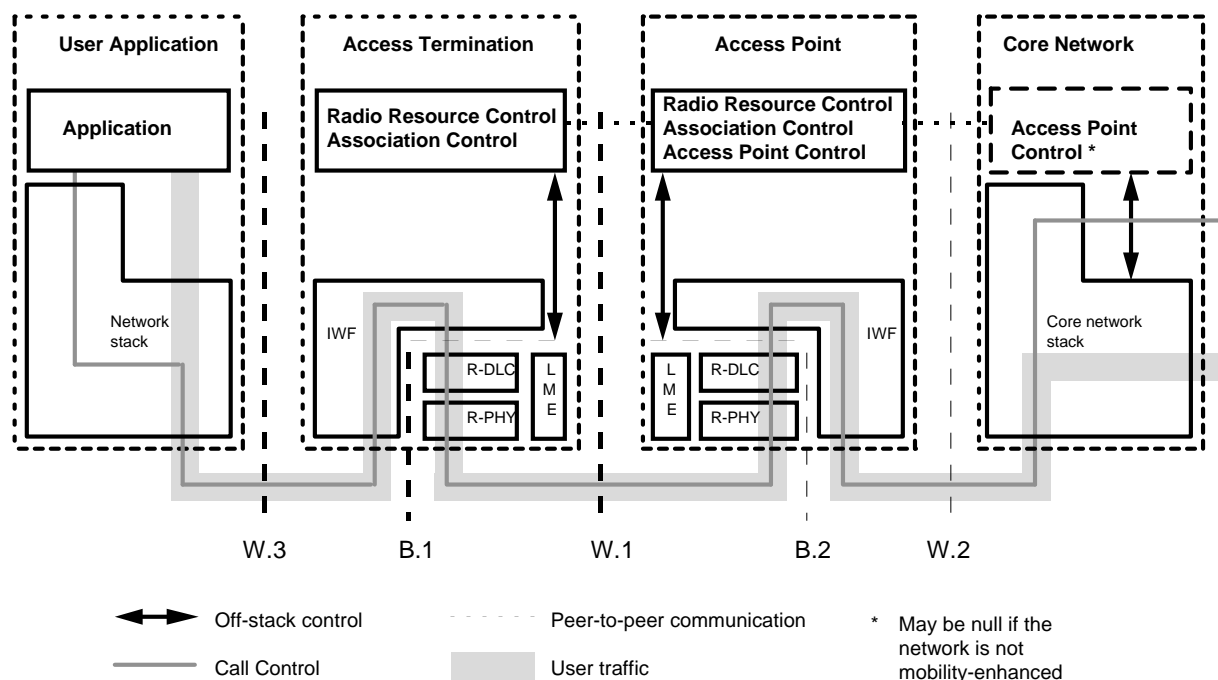 User Application
Access Termination
Access Point
Core Network
Application
Radio Resource Control
Association Control
Radio Resource Control
Association Control
Access Point Control
Access Point
Control *
Network
stack
IWF
R-DLC
R-PHY
L
M
E
L
M
E
R-DLC
R-PHY
IWF
Core network
stack
W.3
B.1
W.1
B.2
W.2
Off-stack control
Peer-to-peer communication
* May be null if the
network is not
mobility-enhanced
Call Control
User traffic